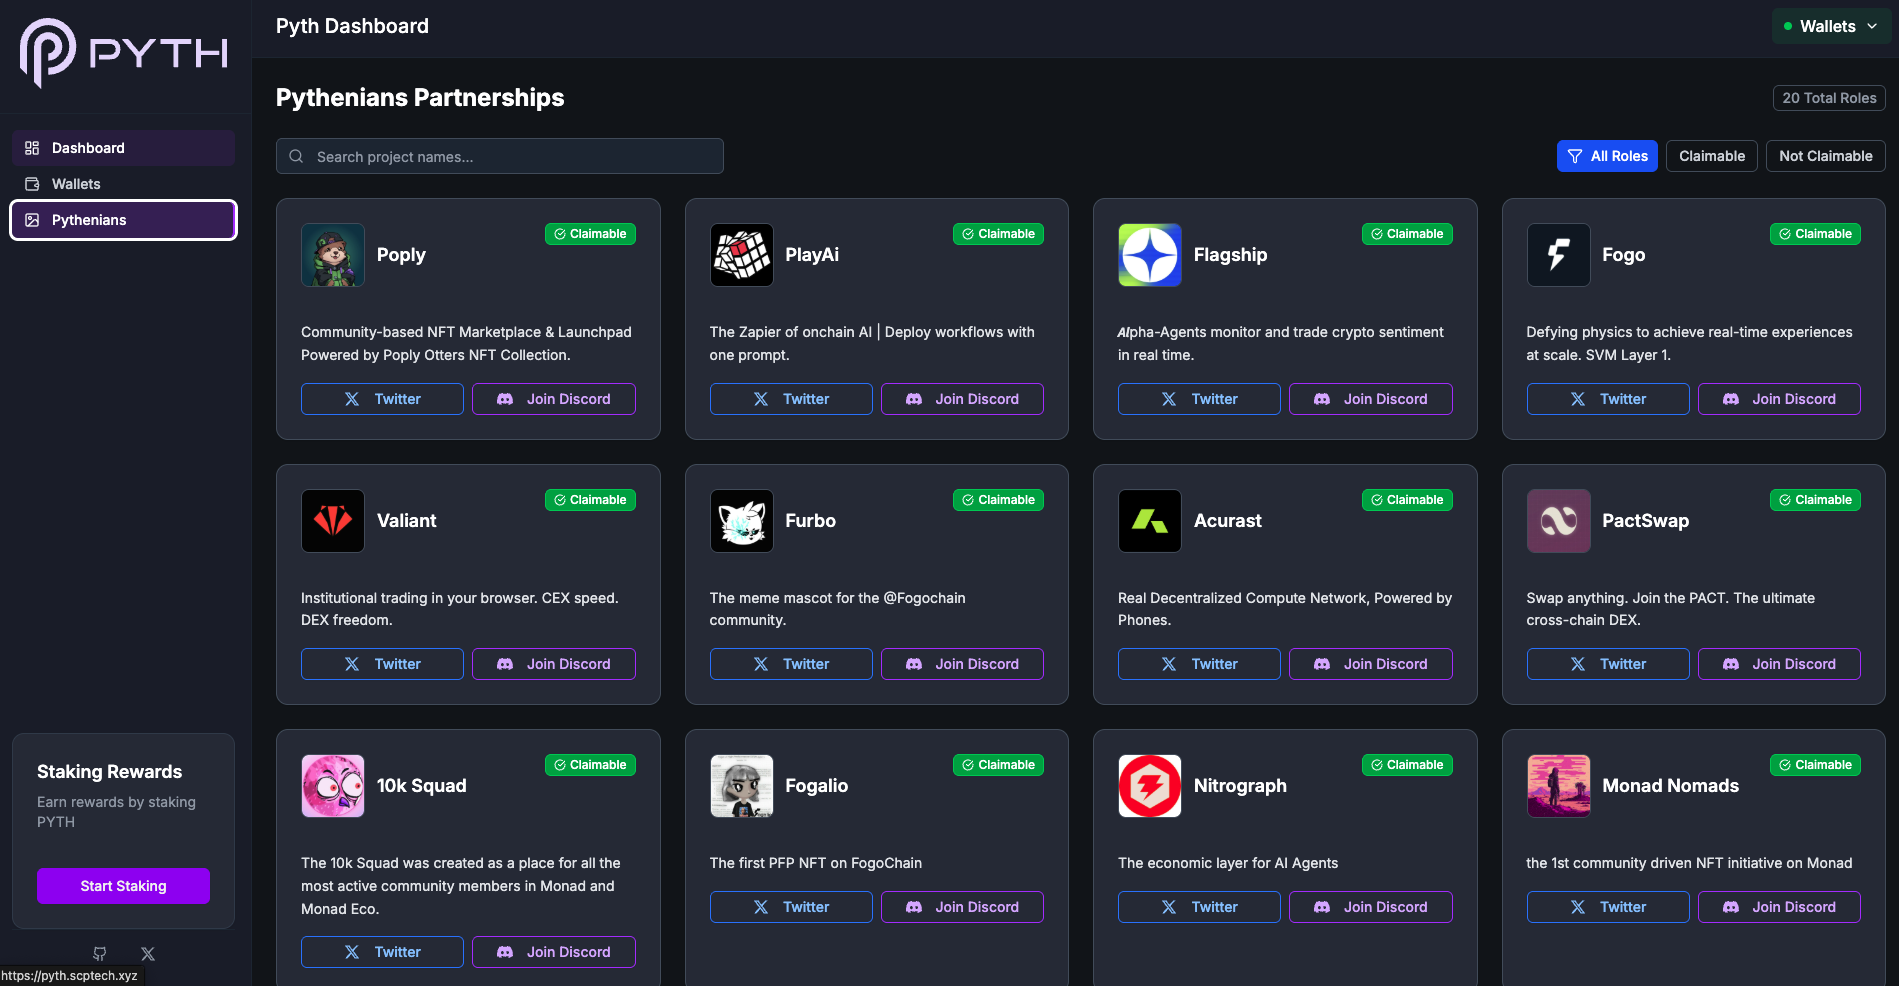 PYTH
Pyth Dashboard
Wallets
Dashboard
Wallets
Pythenians
Pythenians Partnerships
20 Total Roles
Search project names...
All Roles
Claimable
Not Claimable
Poply
Claimable
Community-based NFT Marketplace & Launchpad
Powered by Poply Otters NFT Collection.
Twitter
Join Discord
PlayAi
Claimable
The Zapier of onchain AI | Deploy workflows with
one prompt.
Twitter
Join Discord
Flagship
Claimable
AIpha-Agents monitor and trade crypto sentiment
in real time.
Twitter
Join Discord
Fogo
Claimable
Defying physics to achieve real-time experiences
at scale. SVM Layer 1.
Twitter
Join Discord
Valiant
Claimable
Institutional trading in your browser. CEX speed.
DEX freedom.
Twitter
Join Discord
Furbo
Claimable
The meme mascot for the @Fogochain
community.
Twitter
Join Discord
Acurast
Claimable
Real Decentralized Compute Network, Powered by
Phones.
Twitter
Join Discord
PactSwap
Claimable
Swap anything. Join the PACT. The ultimate
cross-chain DEX.
Twitter
Join Discord
10k Squad
Claimable
The 10k Squad was created as a place for all the
most active community members in Monad and
Monad Eco.
Twitter
Join Discord
Fogalio
Claimable
The first PFP NFT on FogoChain
Twitter
Join Discord
Nitrograph
Claimable
The economic layer for AI Agents
Twitter
Join Discord
Monad Nomads
Claimable
the 1st community driven NFT initiative on Monad
Twitter
Join Discord
Staking Rewards
Earn rewards by staking
PYTH
Start Staking
https://pyth.scptech.xyz